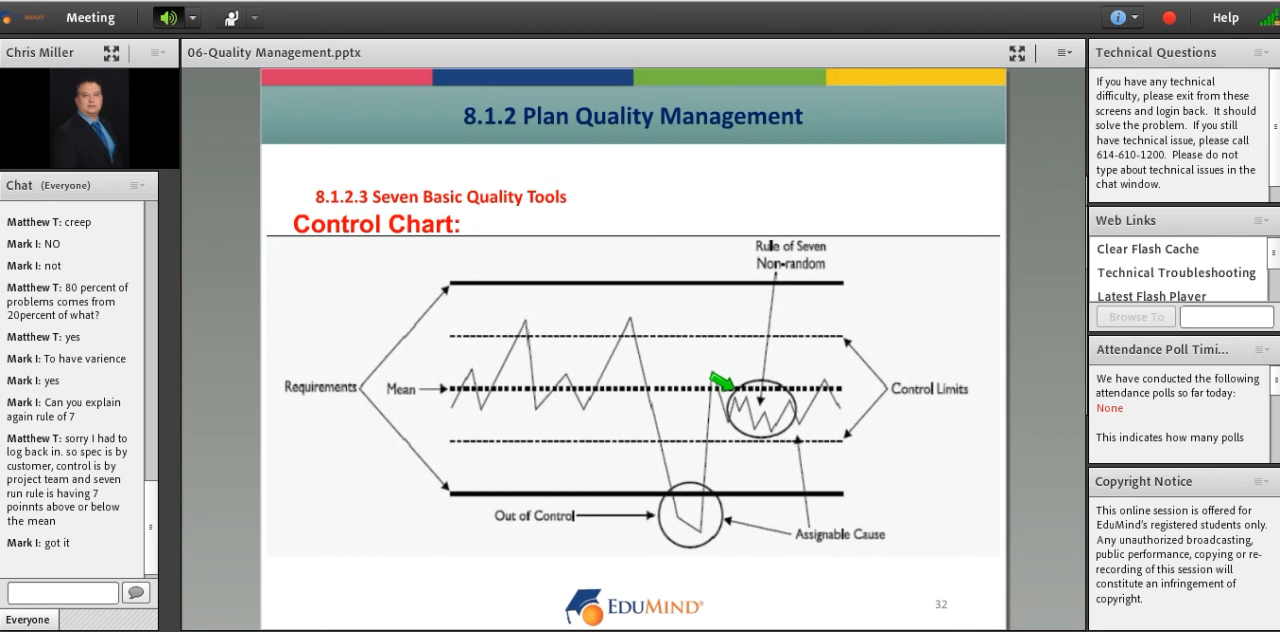 Meeting
Help
Chris Miller
06-Quality Management.pptx
8.1.2 Plan Quality Management
8.1.2.3 Seven Basic Quality Tools
Control Chart:
Rule of Seven
Non-random
Requirements
Mean
Control Limits
Out of Control
Assignable Cause
EDUMIND®
32
Chat (Everyone)
Matthew T: creep
Mark I: NO
Mark I: not
Matthew T: 80 percent of
problems comes from
20percent of what?
Matthew T: yes
Mark I: To have varience
Mark I: yes
Mark I: Can you explain
again rule of 7
Matthew T: sorry I had to
log back in. so spec is by
customer, control is by
project team and seven
run rule is having 7
poinnts above or below
the mean
Mark I: got it
Everyone
Technical Questions
If you have any technical
difficulty, please exit from these
screens and login back. It should
solve the problem. If you still
have technical issue, please call
614-610-1200. Please do not
type about technical issues in the
chat window.
Web Links
Clear Flash Cache
Technical Troubleshooting
Latest Flash Player
Browse To
Attendance Poll Timi...
We have conducted the following
attendance polls so far today:
None
This indicates how many polls
Copyright Notice
This online session is offered for
EduMind's registered students only.
Any unauthorized broadcasting,
public performance, copying or re-
recording of this session will
constitute an infringement of
copyright.